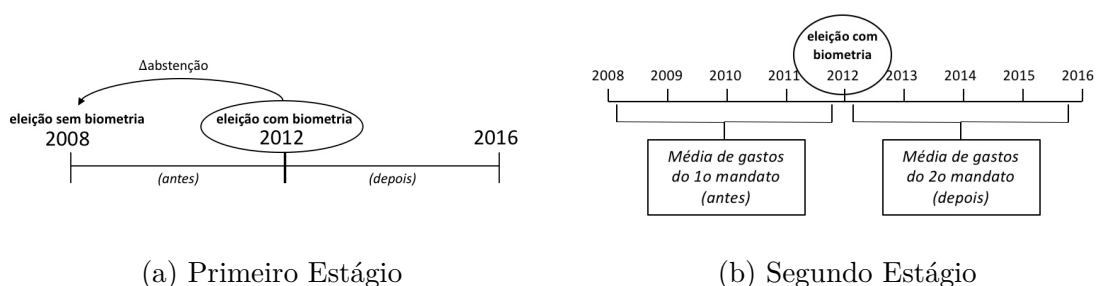 Δabstenção
eleição sem biometria
2008
eleição com biometria
2012
2016
(antes)
(depois)
(a) Primeiro Estágio
eleição com
biometria
2008 2009 2010 2011 2012 2013 2014 2015 2016
Média de gastos
do 1o mandato
(antes)
Média de gastos
do 2o mandato
(depois)
(b) Segundo Estágio